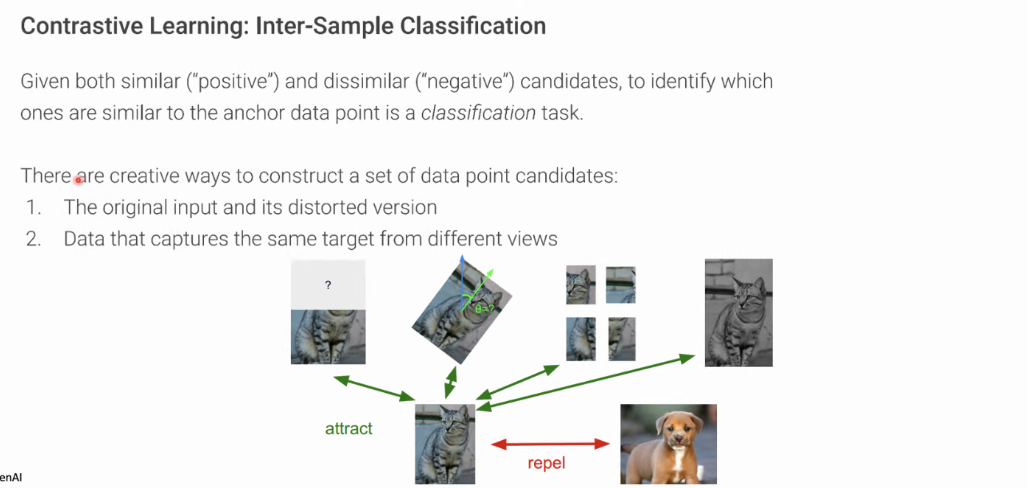 Contrastive Learning: Inter-Sample Classification
Given both similar (“positive”) and dissimilar (“negative”) candidates, to identify which
ones are similar to the anchor data point is a classification task.
There are creative ways to construct a set of data point candidates:
1. The original input and its distorted version
2. Data that captures the same target from different views
?
θ=?
attract
repel
enAI